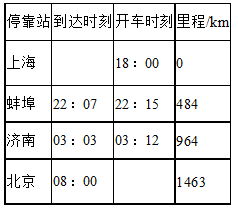 停靠站 到达时刻 开车时刻 里程/km
上海 18：00 0
蚌埠 22：07 22：15 484
济南 03：03 03：12 964
北京 08：00 1463